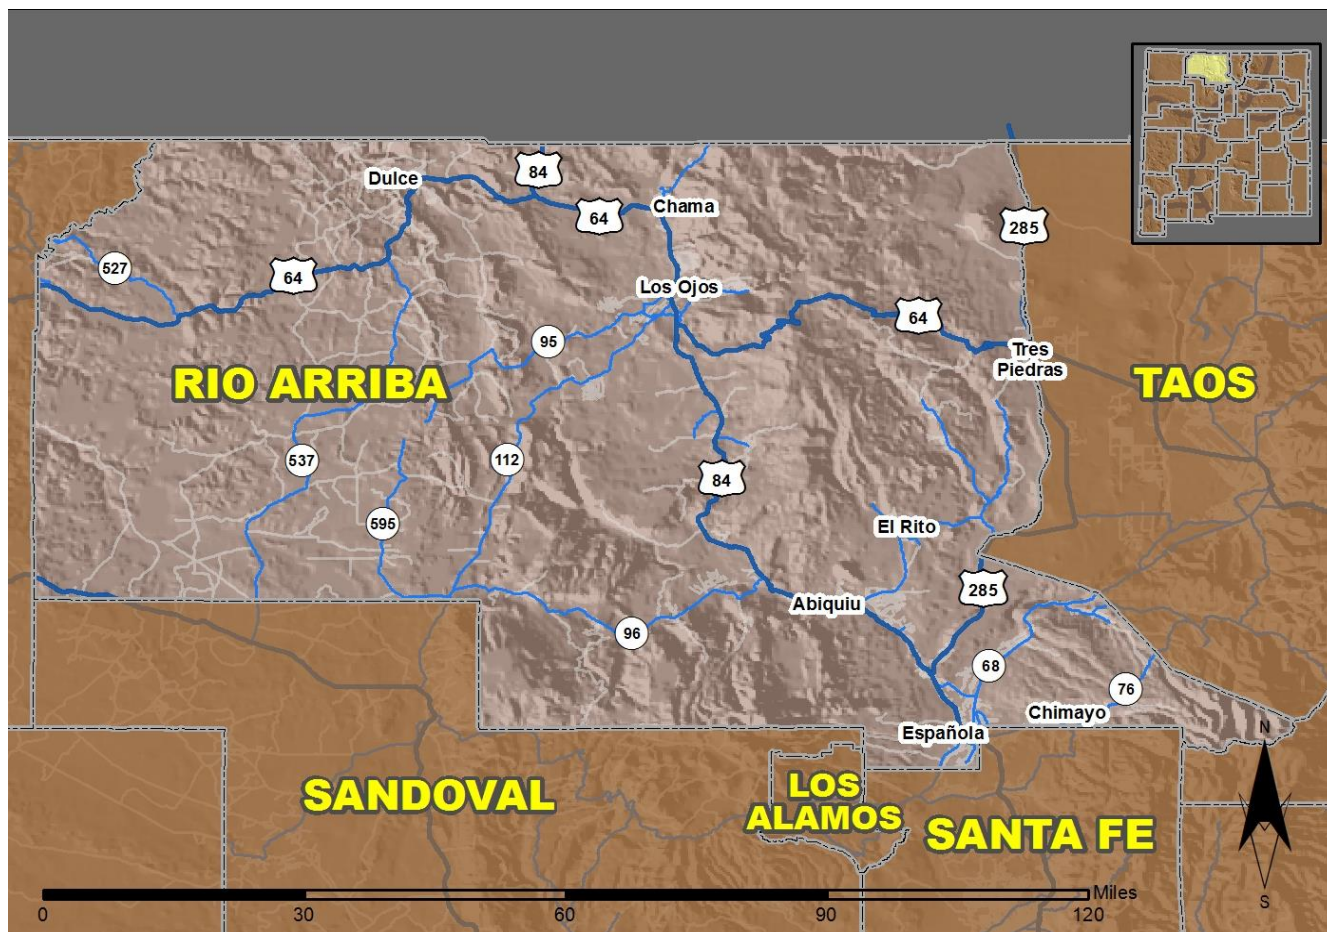 84
Dulce
Chama
64
285
527
64
Los Ojos
64
95
Tres
Piedras
RIO ARRIBA
TAOS
537
112
84
595
El Rito
285
Abiquiu
96
68
76
Chimayo
Española
N
LOS
ALAMOS
SANDOVAL
SANTA FE
Miles
S
0
30
60
90
120